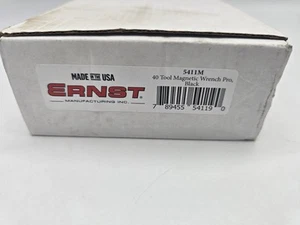 MADE IN USA
ERNST®
MANUFACTURING INC.
5411M
40 Tool Magnetic Wrench Pro,
Black
7 89455 54119 0